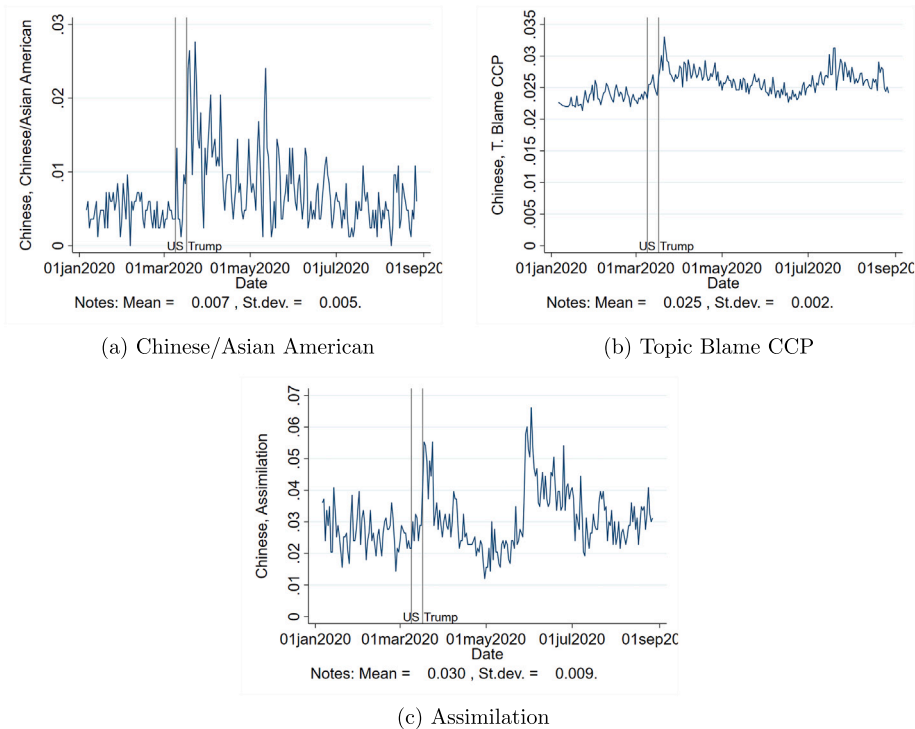 Chinese, Chinese/Asian American
.03
.02
.01
0
US Trump
01jan2020 01mar2020 01may2020 01jul2020 01sep20
Date
Notes: Mean = 0.007 , St.dev. = 0.005.
(a) Chinese/Asian American
Chinese, T. Blame CCP
.035
.03
.025
.02
.015
.01
.005
0
US Trump
01jan2020 01mar2020 01may2020 01jul2020 01sep20
Date
Notes: Mean = 0.025 , St.dev. = 0.002.
(b) Topic Blame CCP
Chinese, Assimilation
.07
.06
.05
.04
.03
.02
.01
0
US Trump
01jan2020 01mar2020 01may2020 01jul2020 01sep20
Date
Notes: Mean = 0.030 , St.dev. = 0.009.
(c) Assimilation